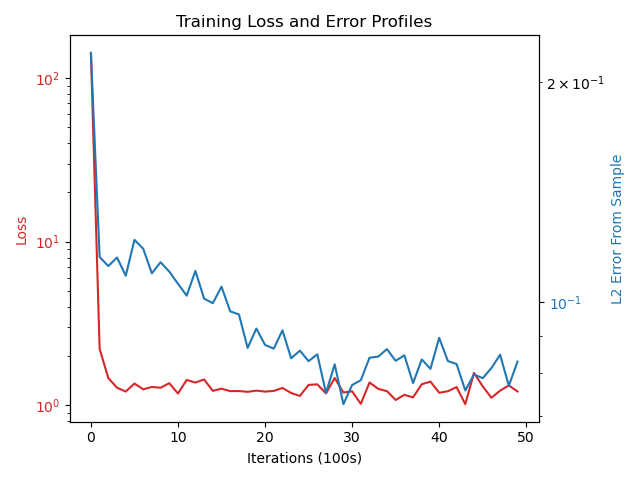 Training Loss and Error Profiles
10²
10¹
10⁰
Loss
2 × 10⁻¹
10⁻¹
L2 Error From Sample
0 10 20 30 40 50
Iterations (100s)